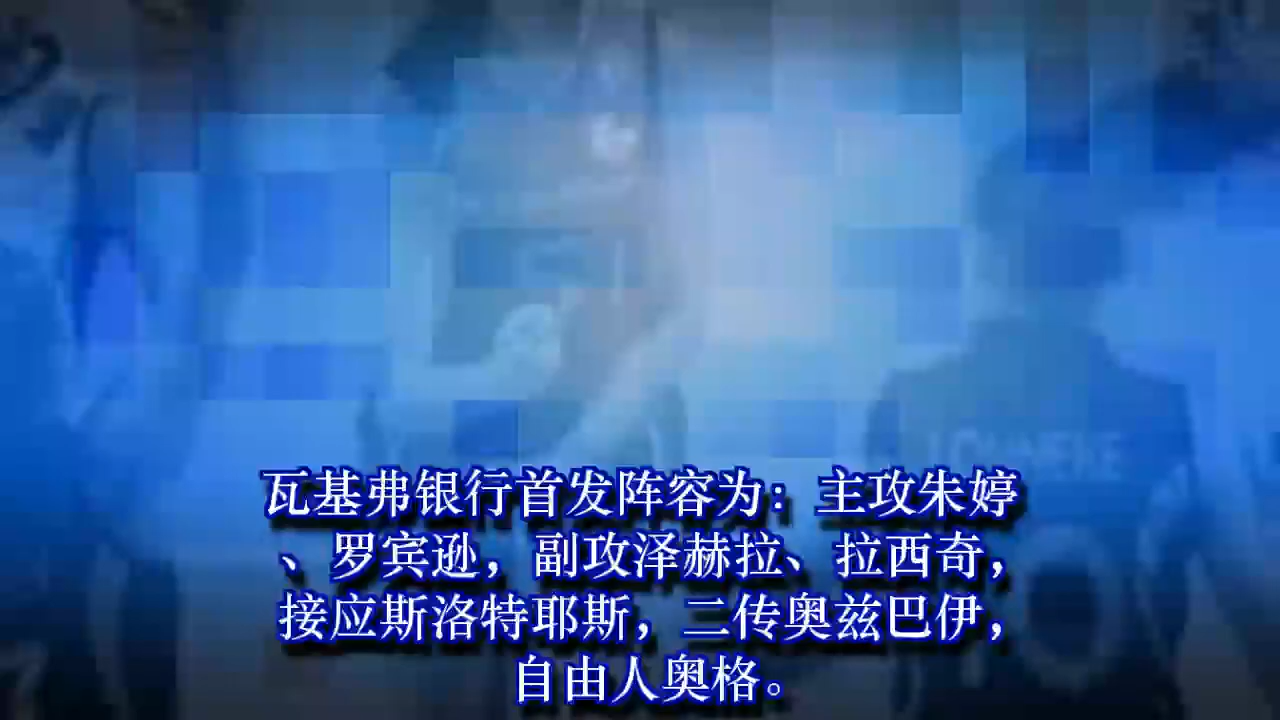 瓦基弗银行首发阵容为：主攻朱婷
、罗宾逊，副攻泽赫拉、拉西奇，
接应斯洛特耶斯，二传奥兹巴伊，
自由人奥格。